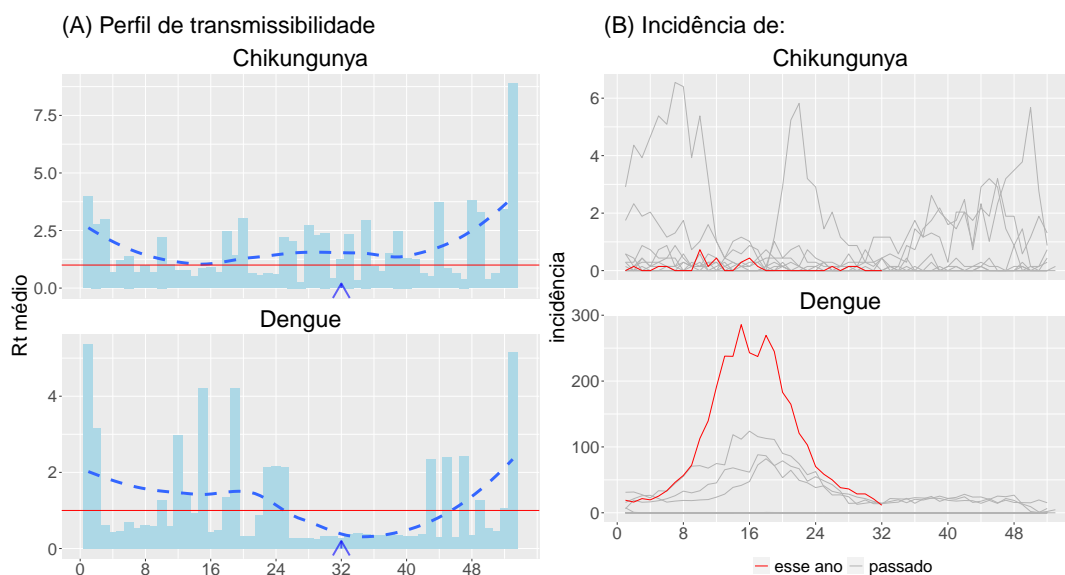 (A) Perfil de transmissibilidade
Chikungunya
7.5
5.0
2.5
0.0
Rt médio
Dengue
4
2
0
0 8 16 24 32 40 48
(B) Incidência de:
Chikungunya
6
4
2
0
incidência
Dengue
300
200
100
0
0 8 16 24 32 40 48
esse ano passado